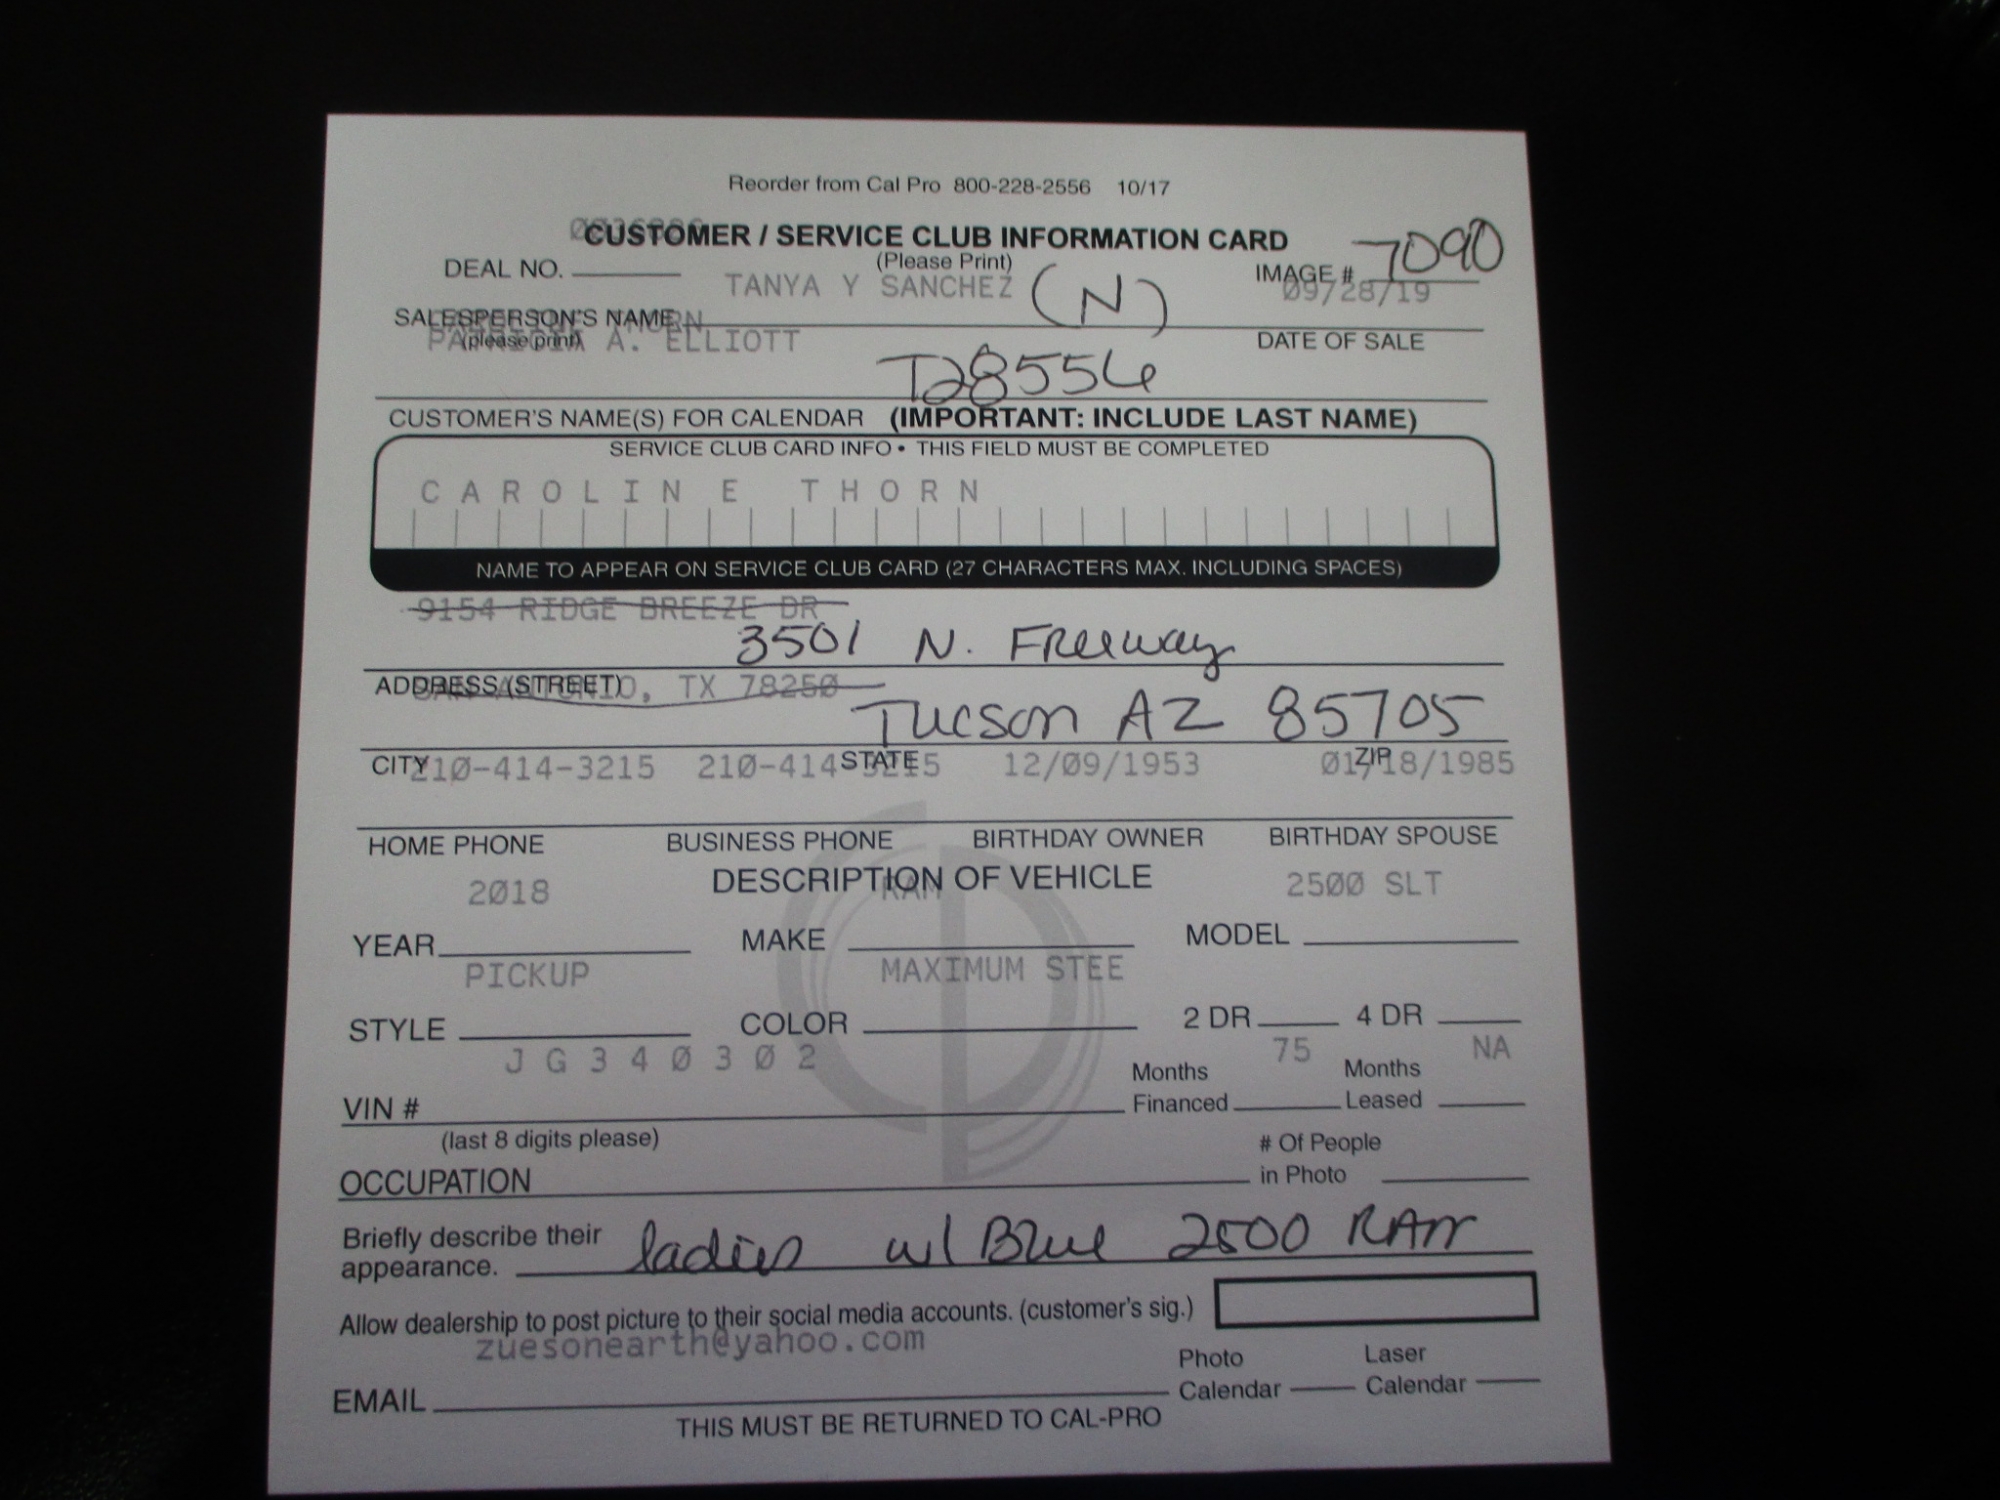 Reorder from Cal Pro 800-228-2556 10/17
CUSTOMER / SERVICE CLUB INFORMATION CARD
(Please Print)
DEAL NO.
IMAGE # 7090
TANYA Y SANCHEZ (N)
09/28/19
SALESPERSON'S NAME
(please print)
DATE OF SALE
THORN
A. ELLIOTT
T28556
CUSTOMER'S NAME(S) FOR CALENDAR (IMPORTANT: INCLUDE LAST NAME)
SERVICE CLUB CARD INFO • THIS FIELD MUST BE COMPLETED
CAROLINE THORN
NAME TO APPEAR ON SERVICE CLUB CARD (27 CHARACTERS MAX. INCLUDING SPACES)
9154 RIDGE BREEZE DR
3501 N. Freeway
ADDRESS (STREET)
TX 78250
Tucson AZ 85705
CITY STATE ZIP
210-414-3215 210-414-3215 12/09/1953 01/18/1985
HOME PHONE BUSINESS PHONE BIRTHDAY OWNER BIRTHDAY SPOUSE
DESCRIPTION OF VEHICLE
2018 RAM 2500 SLT
YEAR MAKE MODEL
PICKUP MAXIMUM STEE
STYLE COLOR 2 DR 4 DR
JG340302 75 NA
VIN # Months Financed Months Leased
(last 8 digits please)
# Of People in Photo
OCCUPATION
Briefly describe their appearance. ladies w/ Blue 2500 RAM
Allow dealership to post picture to their social media accounts. (customer's sig.)
zuesonearth@yahoo.com
EMAIL Photo Calendar Laser Calendar
THIS MUST BE RETURNED TO CAL-PRO